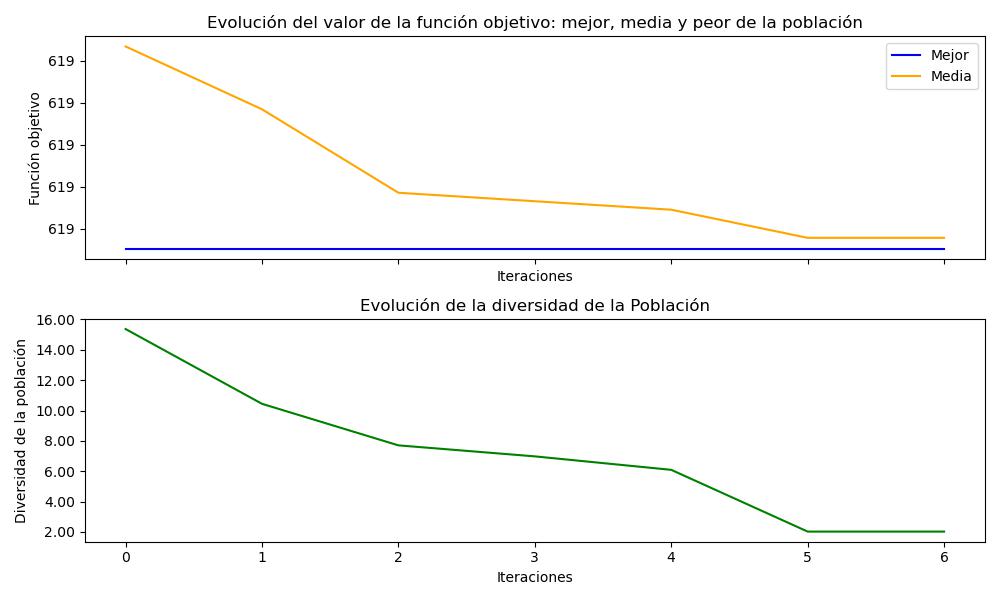 Evolución del valor de la función objetivo: mejor, media y peor de la población
Mejor
Media
619
619
619
619
619
Función objetivo
Iteraciones
Evolución de la diversidad de la Población
16.00
14.00
12.00
10.00
8.00
6.00
4.00
2.00
Diversidad de la población
0 1 2 3 4 5 6
Iteraciones